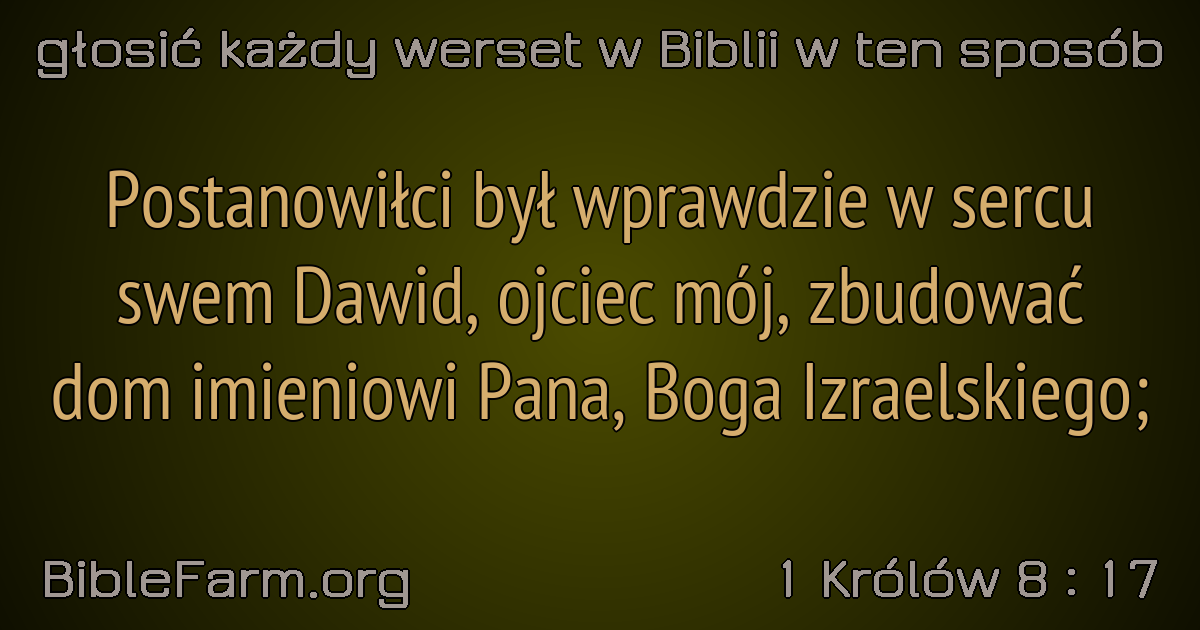 głosić każdy werset w Biblii w ten sposób
Postanowiłci był wprawdzie w sercu
swem Dawid, ojciec mój, zbudować
dom imieniowi Pana, Boga Izraelskiego;
BibleFarm.org
1 Królów 8 : 17